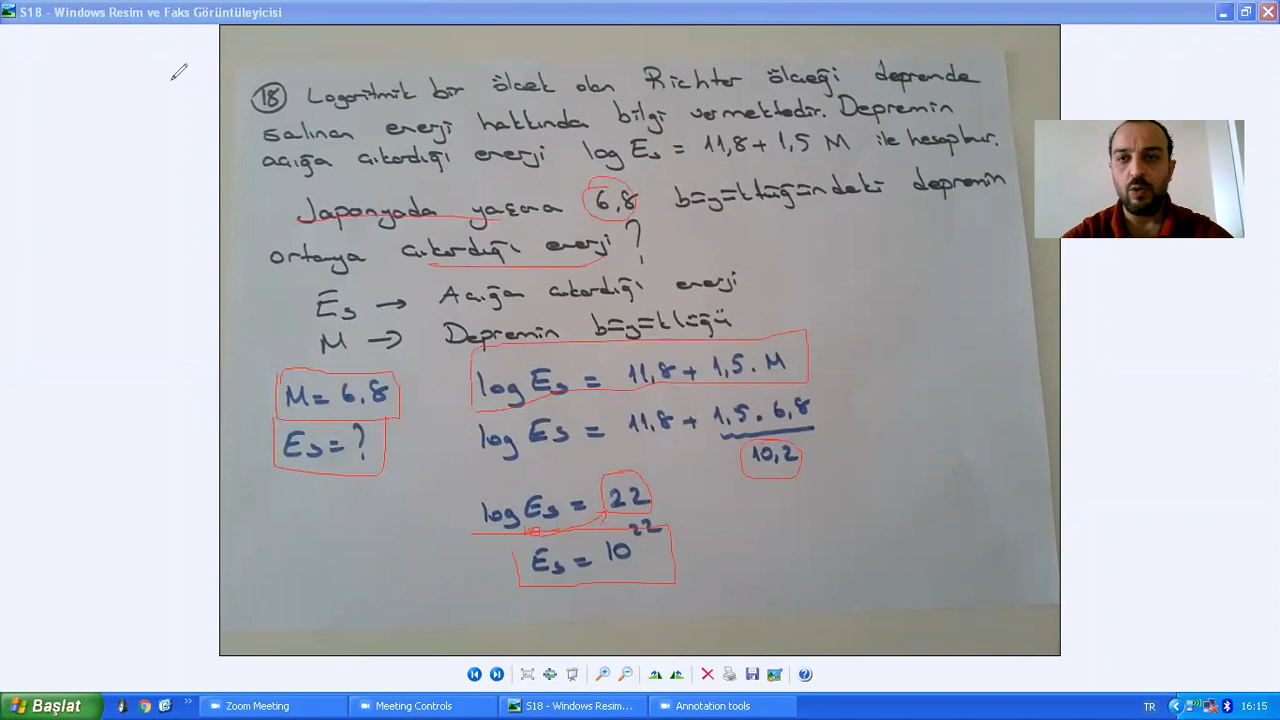 S18 - Windows Resim ve Faks Görüntüleyicisi
18 Logaritmik bir ölçek olan Richter ölçeği depremde
salınan enerji hakkında bilgi vermektedir. Depremin
açığa çıkardığı enerji log Es = 11,8 + 1,5 M ile hesaplanır.
Japonyada yaşana 6,8 büyüktüğündeki depremin
ortaya çıkardığı enerji ?
Es → Açığa çıkardığı enerji
M → Depremin büyüklüğü
log Es = 11,8 + 1,5 . M
M = 6,8
log Es = 11,8 + 1,5 . 6,8
Es = ?
10,2
log Es = 22
10
Es = 10^22
Başlat
Zoom Meeting
Meeting Controls
S18 - Windows Resim...
Annotation tools
TR
16:15